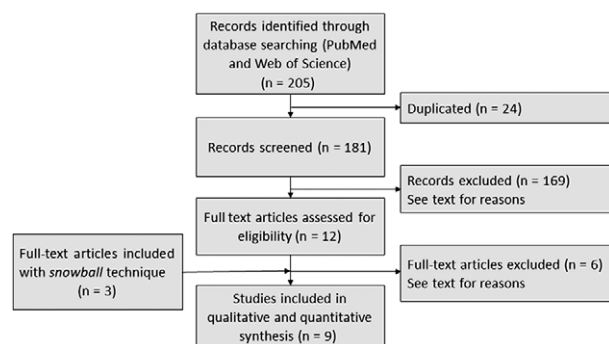 Records identified through
database searching (PubMed
and Web of Science)
(n = 205)
Duplicated (n = 24)
Records screened (n = 181)
Records excluded (n = 169)
See text for reasons
Full text articles assessed for
eligibility (n = 12)
Full-text articles included
with snowball technique
(n = 3)
Full-text articles excluded (n = 6)
See text for reasons
Studies included in
qualitative and quantitative
synthesis (n = 9)